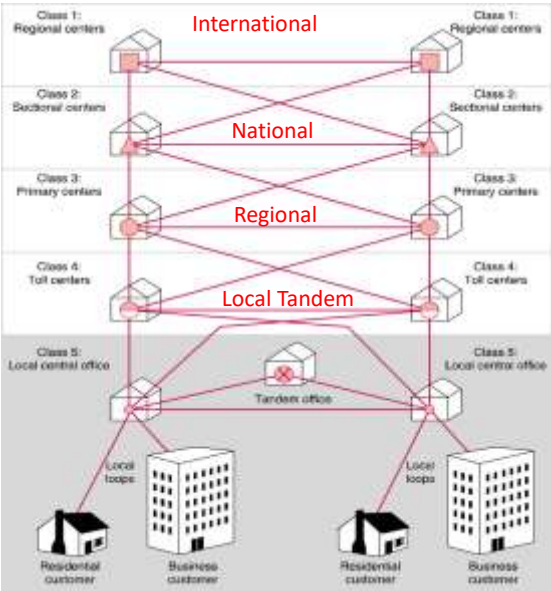 International
Class 1:
Regional centers
Class 1:
Regional centers
Class 2:
Sectional centers
National
Class 2:
Sectional centers
Class 3:
Primary centers
Regional
Class 3:
Primary centers
Class 4:
Toll centers
Local Tandem
Class 4:
Toll centers
Class 5:
Local central office
Tandem office
Class 5:
Local central office
Local
loops
Local
loops
Residential
customer
Business
customer
Residential
customer
Business
customer